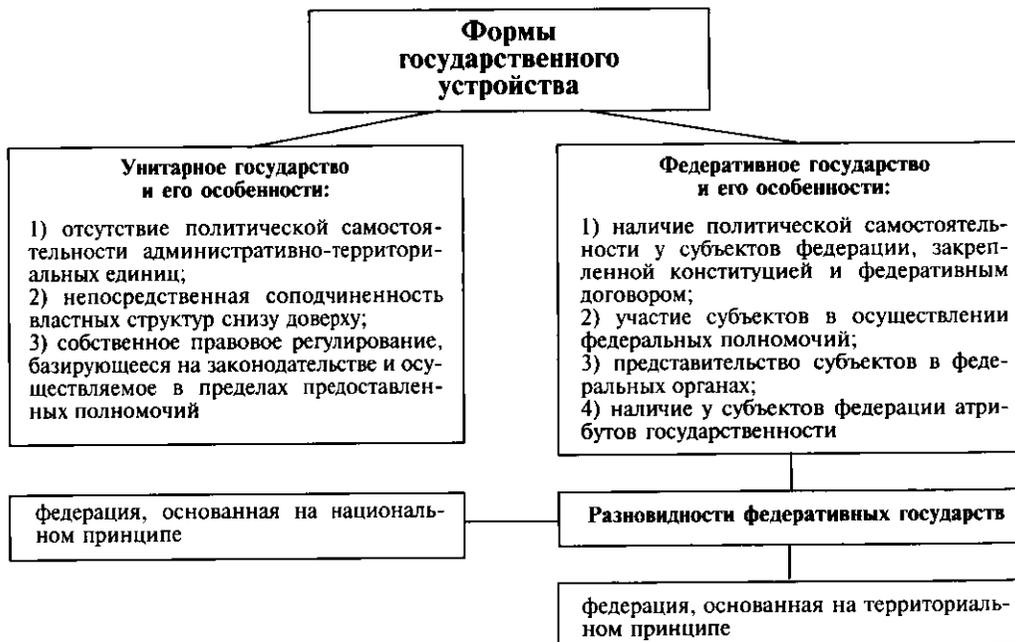 Формы
государственного
устройства
Унитарное государство
и его особенности:
1) отсутствие политической самостоя-
тельности административно-территори-
альных единиц;
2) непосредственная соподчиненность
властных структур снизу доверху;
3) собственное правовое регулирование,
базирующееся на законодательстве и осу-
ществляемое в пределах предоставлен-
ных полномочий
Федеративное государство
и его особенности:
1) наличие политической самостоятель-
ности у субъектов федерации, закреп-
ленной конституцией и федеративным
договором;
2) участие субъектов в осуществлении
федеральных полномочий;
3) представительство субъектов в феде-
ральных органах;
4) наличие у субъектов федерации атри-
бутов государственности
федерация, основанная на националь-
ном принципе
Разновидности федеративных государств
федерация, основанная на территориаль-
ном принципе